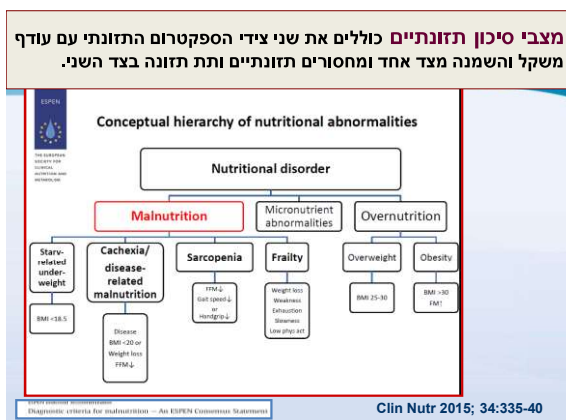 מצבי סיכון תזונתיים כוללים את שני צידי הספקטרום התזונתי עם עודף
משקל והשמנה מצד אחד ומחסורים תזונתיים ותת תזונה בצד השני.
ESPEN
THE EUROPEAN
SOCIETY FOR
CLINICAL
NUTRITION AND
METABOLISM
Conceptual hierarchy of nutritional abnormalities
Nutritional disorder
Malnutrition
Micronutrient
abnormalities
Overnutrition
Starv-
related
under-
weight
Cachexia/
disease-
related
malnutrition
Sarcopenia
Frailty
Overweight
Obesity
BMI <18.5
Disease
BMI <20 or
Weight loss
FFM↓
FFM↓
Gait speed↓
or
Handgrip↓
Weight loss
Weakness
Exhaustion
Slowness
Low phys act
BMI 25-30
BMI >30
FM↑
Diagnostic criteria for malnutrition – An ESPEN Consensus Statement
Clin Nutr 2015; 34:335-40